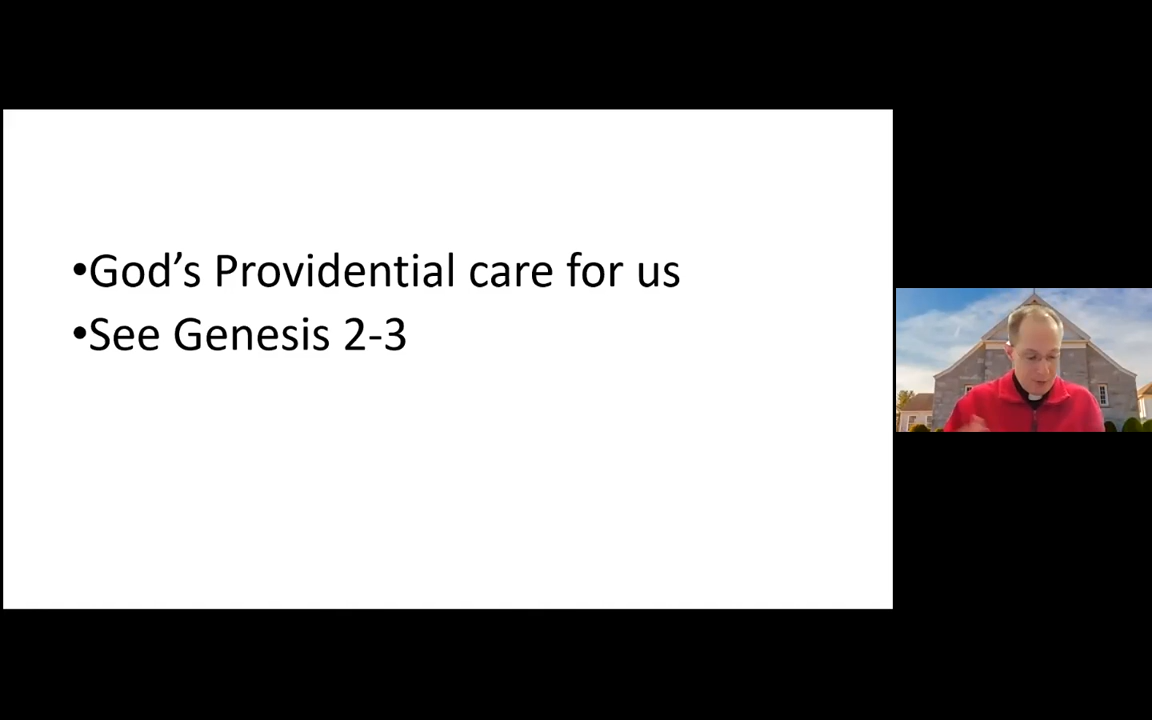 •God’s Providential care for us
•See Genesis 2-3